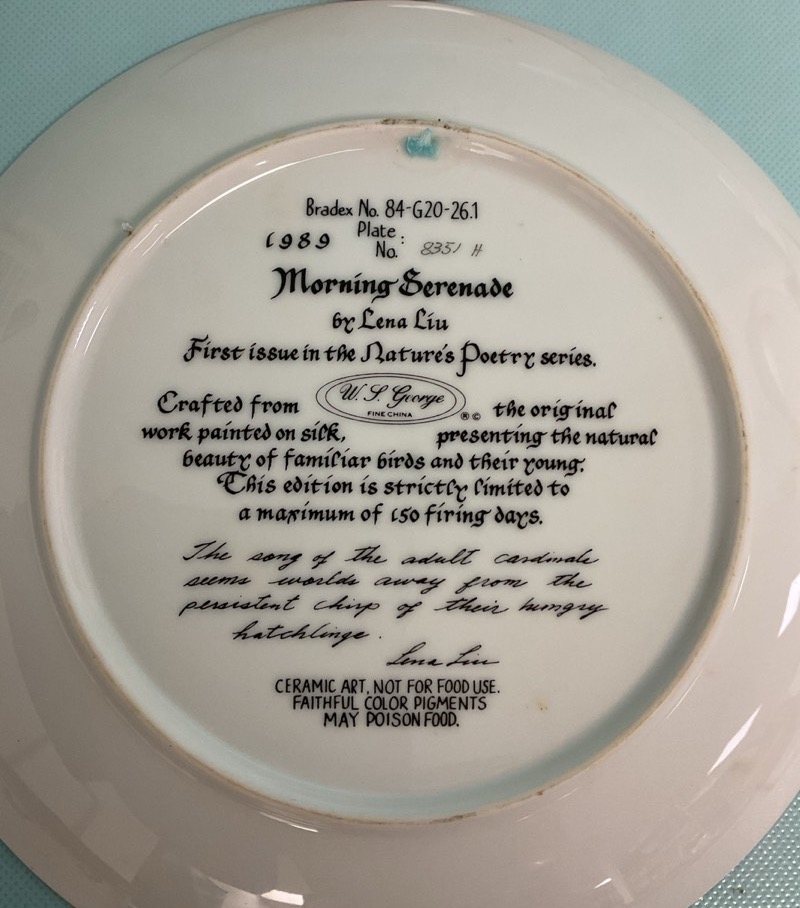 Bradex No. 84-G20-26.1
1989 Plate No.: 8351 H
Morning Serenade
by Lena Liu
First issue in the Nature's Poetry series.
Crafted from W. S. George FINE CHINA ® © the original
work painted on silk, presenting the natural
beauty of familiar birds and their young.
This edition is strictly limited to
a maximum of 150 firing days.
The song of the adult cardinals
seems worlds away from the
persistent chirp of their hungry
hatchlings.
Lena Liu
CERAMIC ART, NOT FOR FOOD USE.
FAITHFUL COLOR PIGMENTS
MAY POISON FOOD.